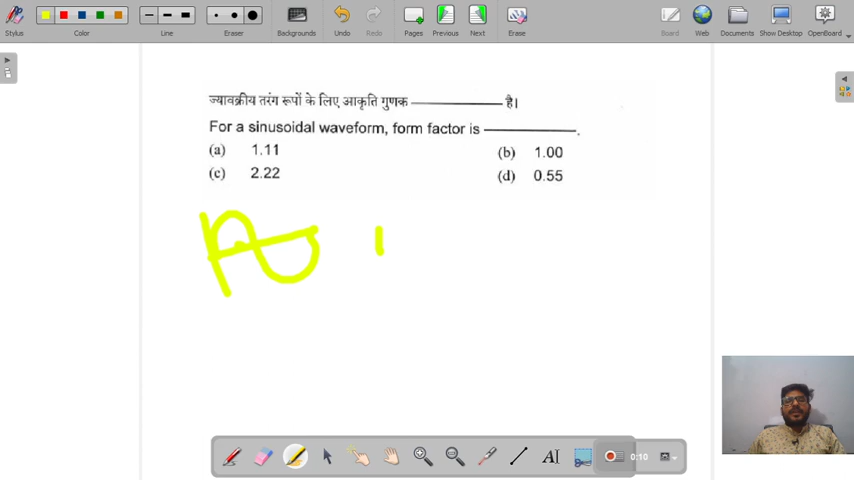 Stylus
Color
Line
Eraser
Backgrounds
Undo
Redo
Pages
Previous
Next
Erase
Board
Web
Documents
Show Desktop
OpenBoard
ज्यावक्रीय तरंग रूपों के लिए आकृति गुणक ———————— है।
For a sinusoidal waveform, form factor is ————————.
(a) 1.11
(b) 1.00
(c) 2.22
(d) 0.55
0:10